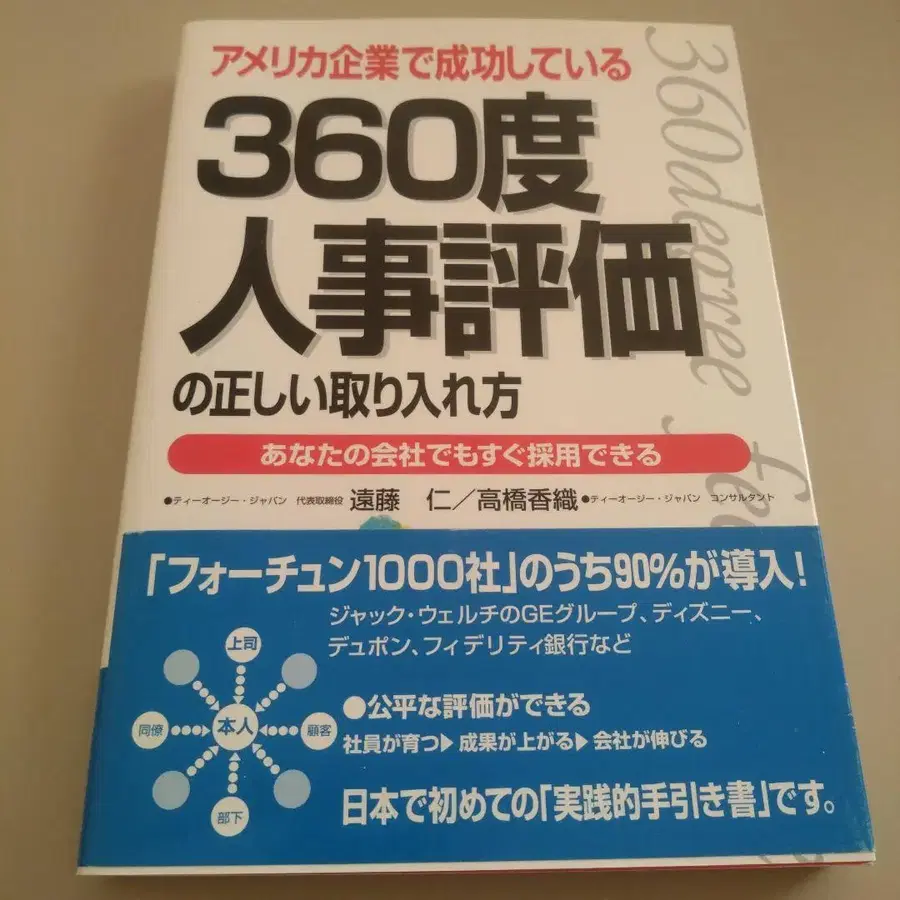 アメリカ企業で成功している
360度
人事評価
の正しい取り入れ方
あなたの会社でもすぐ採用できる
●ティーオージー・ジャパン 代表取締役 遠藤 仁／高橋香織 ●ティーオージー・ジャパン コンサルタント
360degree fee
「フォーチュン1000社」のうち90%が導入!
ジャック・ウェルチのGEグループ、ディズニー、
デュポン、フィデリティ銀行など
上司
同僚
本人
顧客
部下
●公平な評価ができる
社員が育つ▶成果が上がる▶会社が伸びる
日本で初めての「実践的手引き書」です。